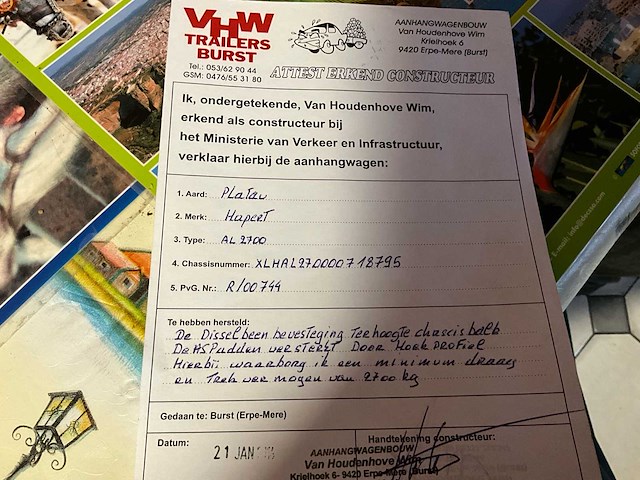 VHW
TRAILERS
BURST
Tel.: 053/62 90 44
GSM: 0476/55 31 80
AANHANGWAGENBOUW
Van Houdenhove Wim
Krielhoek 6
9420 Erpe-Mere (Burst)
ATTEST ERKEND CONSTRUCTEUR
Ik, ondergetekende, Van Houdenhove Wim,
erkend als constructeur bij
het Ministerie van Verkeer en Infrastructuur,
verklaar hierbij de aanhangwagen:
1. Aard: Platau
2. Merk: Hapert
3. Type: AL 2700
4. Chassisnummer: XLHAL270000718795
5. PvG. Nr.: R/00744
Te hebben hersteld:
De Disselbeen bevesteging ter hoogte chassis balk
De ASPudden versterkt Door Hoek PROFiel
Hierbij waarborg ik een minimum draag
en Trek vermogen van 2700 kg
Gedaan te: Burst (Erpe-Mere)
Datum: 21 JAN
Handtekening constructeur:
AANHANGWAGENBOUW
Van Houdenhove Wim
Krielhoek 6- 9420 Erpe-Mere (Burst)